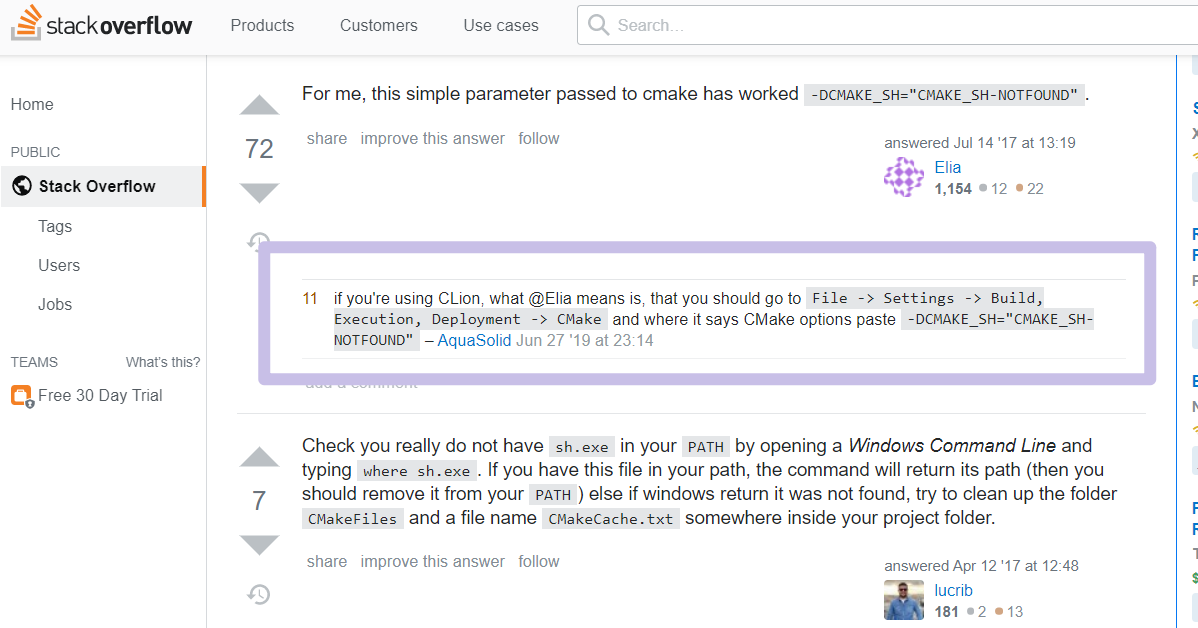 stackoverflow Products Customers Use cases Search...
Home
PUBLIC
Stack Overflow
Tags
Users
Jobs
TEAMS What's this?
Free 30 Day Trial
72
For me, this simple parameter passed to cmake has worked -DCMAKE_SH="CMAKE_SH-NOTFOUND" .
share improve this answer follow
answered Jul 14 '17 at 13:19
Elia
1,154 12 22
11 if you're using CLion, what @Elia means is, that you should go to File -> Settings -> Build,
Execution, Deployment -> CMake and where it says CMake options paste -DCMAKE_SH="CMAKE_SH-
NOTFOUND" – AquaSolid Jun 27 '19 at 23:14
add a comment
7
Check you really do not have sh.exe in your PATH by opening a Windows Command Line and
typing where sh.exe . If you have this file in your path, the command will return its path (then you
should remove it from your PATH ) else if windows return it was not found, try to clean up the folder
CMakeFiles and a file name CMakeCache.txt somewhere inside your project folder.
share improve this answer follow
answered Apr 12 '17 at 12:48
lucrib
181 2 13